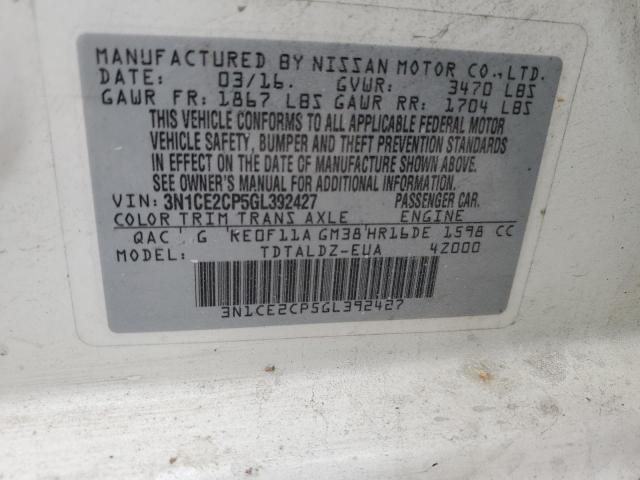 MANUFACTURED BY NISSAN MOTOR CO., LTD.
DATE: 03/16. GVWR: 3470 LBS
GAWR FR: 1867 LBS GAWR RR: 1704 LBS
THIS VEHICLE CONFORMS TO ALL APPLICABLE FEDERAL MOTOR
VEHICLE SAFETY, BUMPER AND THEFT PREVENTION STANDARDS
IN EFFECT ON THE DATE OF MANUFACTURE SHOWN ABOVE.
SEE OWNER'S MANUAL FOR ADDITIONAL INFORMATION.
VIN: 3N1CE2CP5GL392427 PASSENGER CAR.
COLOR TRIM TRANS AXLE ENGINE
QAC G KE0F11A GM38 HR16DE 1598 CC
MODEL: TDTALDZ-EUA 42000
3N1CE2CP5GL392427